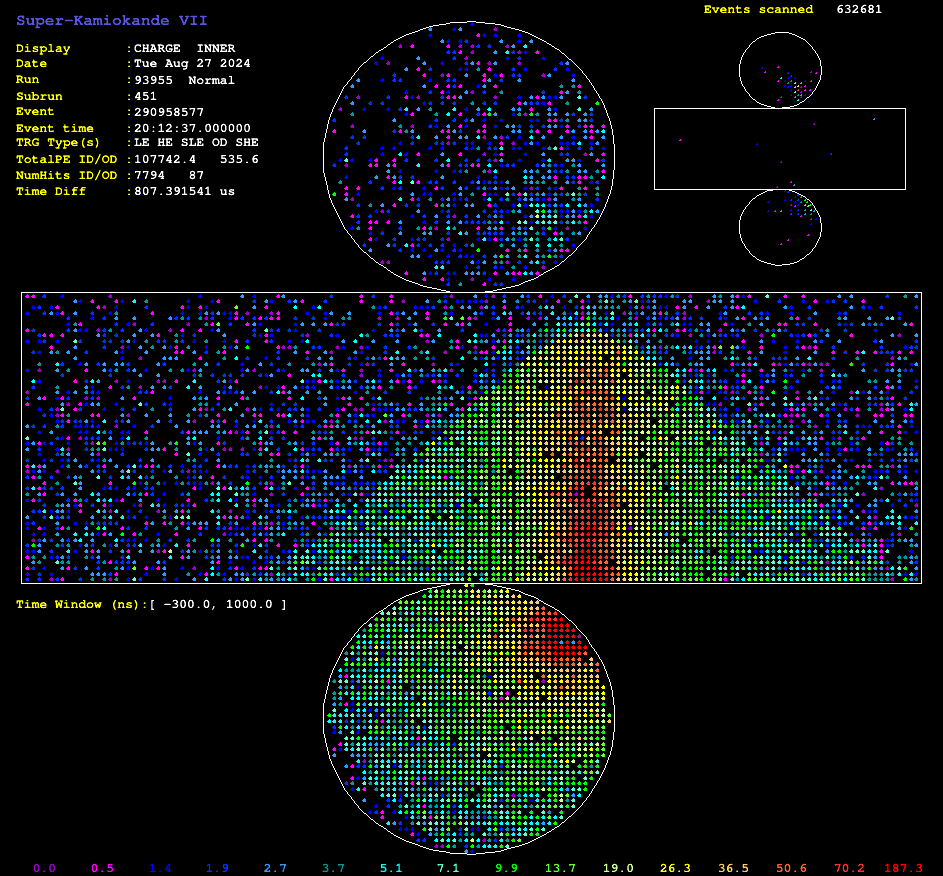 Super-Kamiokande VII
Events scanned 632681
Display :CHARGE INNER
Date :Tue Aug 27 2024
Run :93955 Normal
Subrun :451
Event :290958577
Event time :20:12:37.000000
TRG Type(s) :LE HE SLE OD SHE
TotalPE ID/OD :107742.4 535.6
NumHits ID/OD :7794 87
Time Diff :807.391541 us
Time Window (ns):[ −300.0, 1000.0 ]
0.0 0.5 1.4 1.9 2.7 3.7 5.1 7.1 9.9 13.7 19.0 26.3 36.5 50.6 70.2 187.3